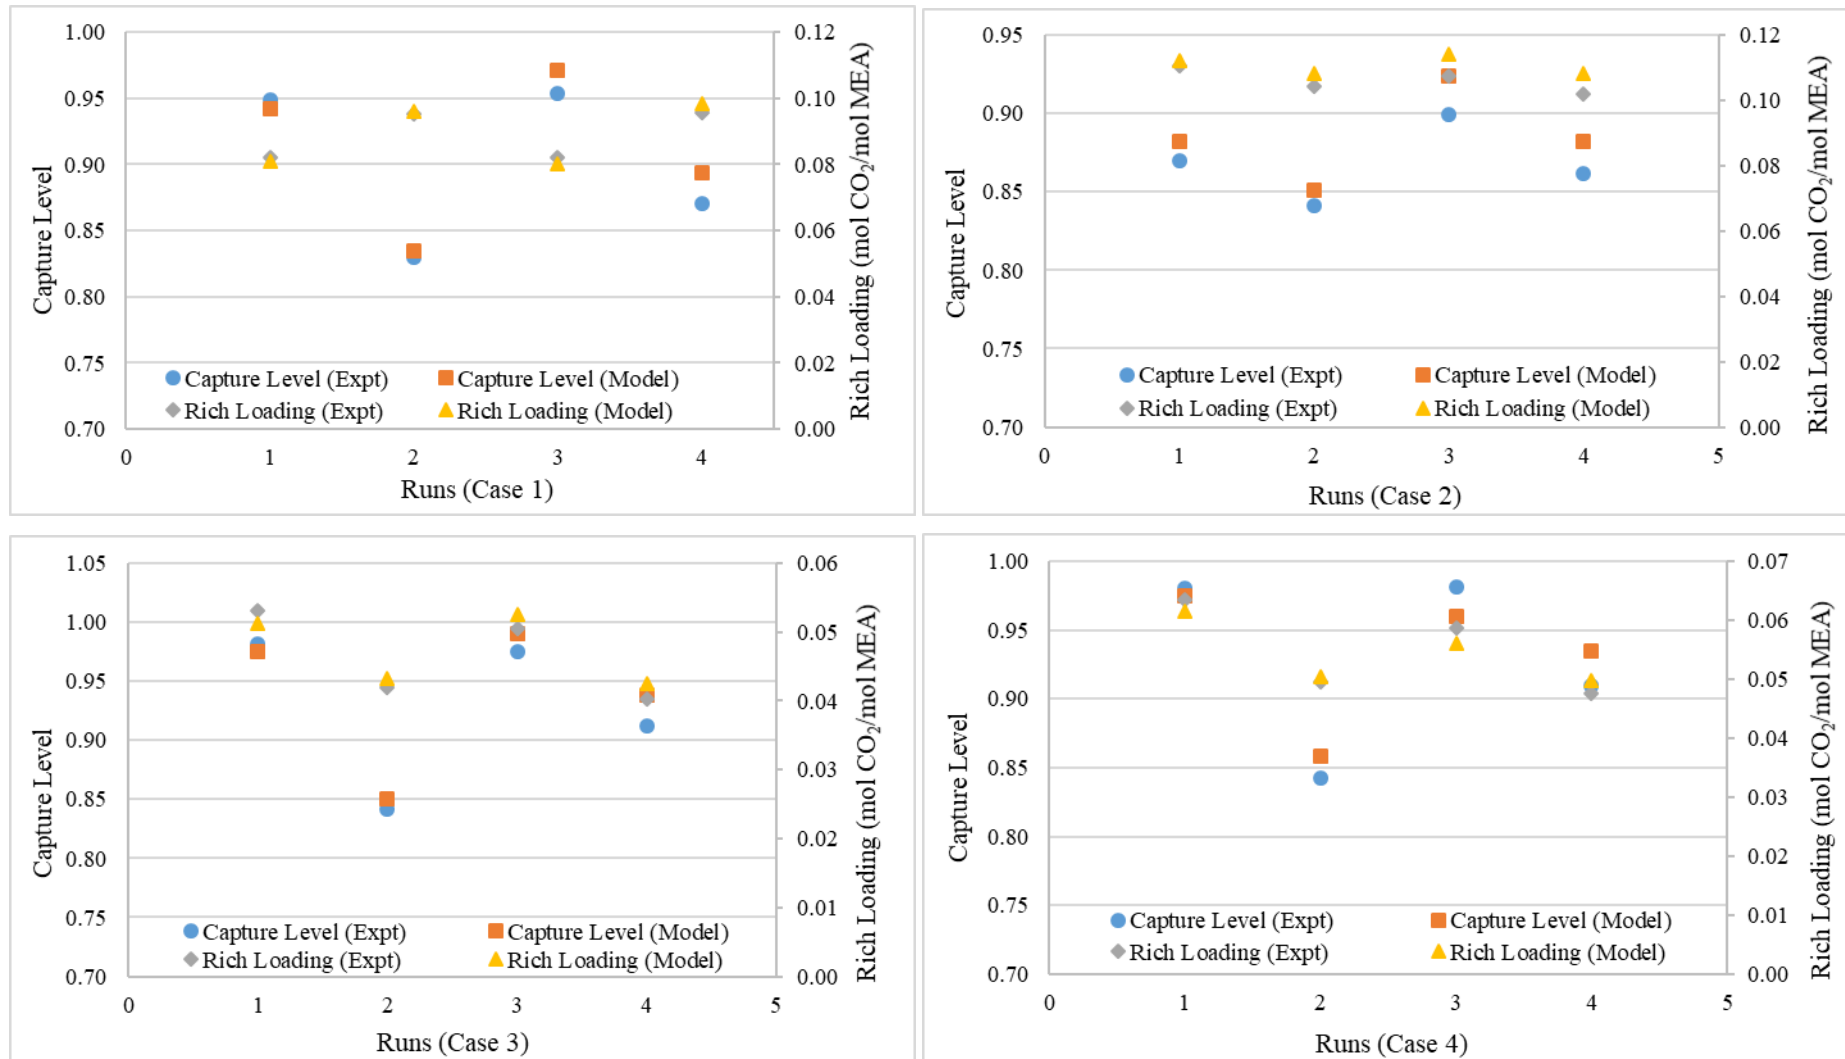 1.00
0.95
0.90
0.85
0.80
0.75
0.70
Capture Level
0.12
0.10
0.08
0.06
0.04
0.02
0.00
Rich Loading (mol CO₂/mol MEA)
Capture Level (Expt) Capture Level (Model)
Rich Loading (Expt) Rich Loading (Model)
0 1 2 3 4
Runs (Case 1)
0.95
0.90
0.85
0.80
0.75
0.70
Capture Level
0.12
0.10
0.08
0.06
0.04
0.02
0.00
Rich Loading (mol CO₂/mol MEA)
Capture Level (Expt) Capture Level (Model)
Rich Loading (Expt) Rich Loading (Model)
0 1 2 3 4 5
Runs (Case 2)
1.05
1.00
0.95
0.90
0.85
0.80
0.75
0.70
Capture Level
0.06
0.05
0.04
0.03
0.02
0.01
0.00
Rich Loading (mol CO₂/mol MEA)
Capture Level (Expt) Capture Level (Model)
Rich Loading (Expt) Rich Loading (Model)
0 1 2 3 4 5
Runs (Case 3)
1.00
0.95
0.90
0.85
0.80
0.75
0.70
Capture Level
0.07
0.06
0.05
0.04
0.03
0.02
0.01
0.00
Rich Loading (mol CO₂/mol MEA)
Capture Level (Expt) Capture Level (Model)
Rich Loading (Expt) Rich Loading (Model)
0 1 2 3 4 5
Runs (Case 4)